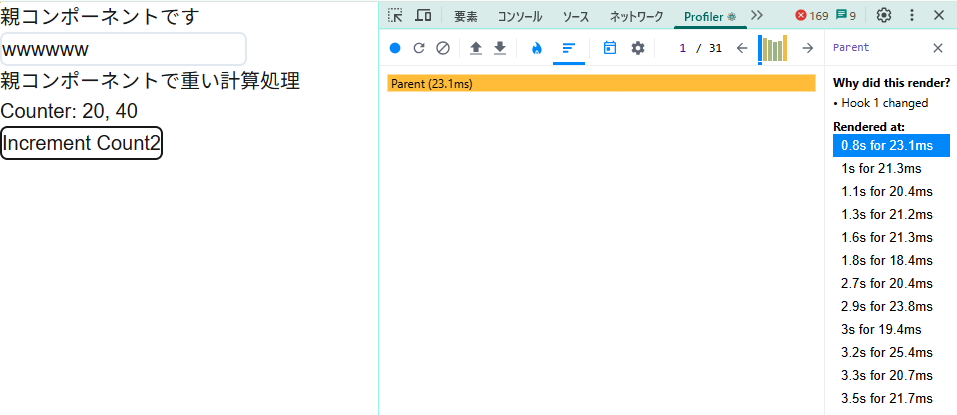 親コンポーネントです
wwwwww
親コンポーネントで重い計算処理
Counter: 20, 40
Increment Count2
要素 コンソール ソース ネットワーク Profiler 169 9
1 / 31
Parent
Parent (23.1ms)
Why did this render?
• Hook 1 changed
Rendered at:
0.8s for 23.1ms
1s for 21.3ms
1.1s for 20.4ms
1.3s for 21.2ms
1.6s for 21.3ms
1.8s for 18.4ms
2.7s for 20.4ms
2.9s for 23.8ms
3s for 19.4ms
3.2s for 25.4ms
3.3s for 20.7ms
3.5s for 21.7ms